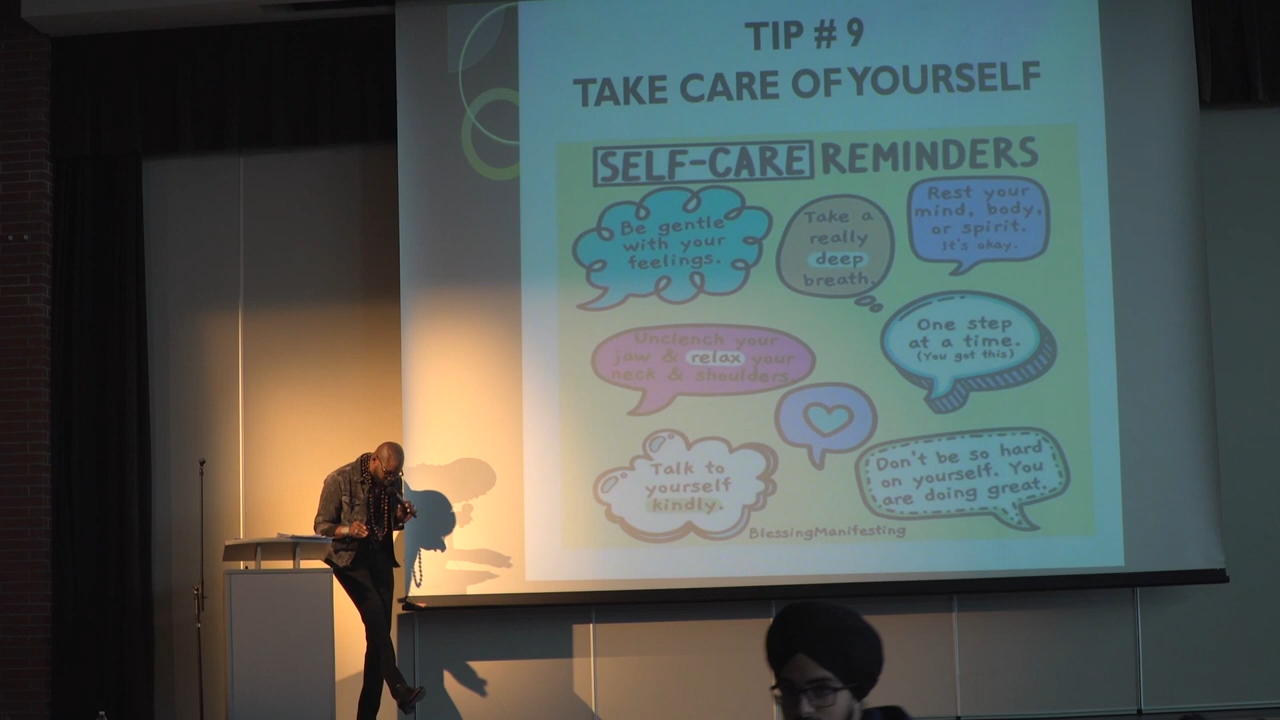 TIP # 9
TAKE CARE OF YOURSELF
SELF-CARE REMINDERS
Be gentle
with your
feelings.
Take a
really
deep
breath.
Rest your
mind, body,
or spirit.
It's okay.
Unclench your
jaw & relax your
neck & shoulders
One step
at a time.
(You got this)
Talk to
yourself
kindly.
Don't be so hard
on yourself. You
are doing great.
BlessingManifesting